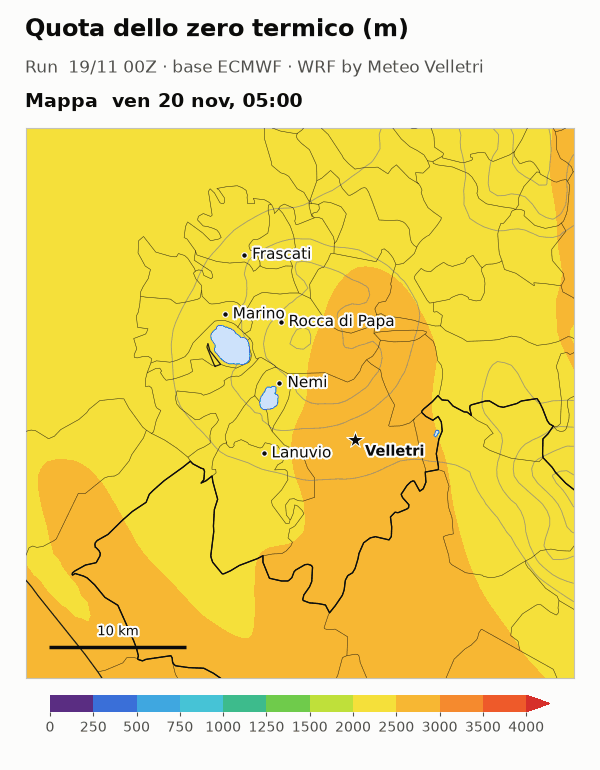 Quota dello zero termico (m)
Run  19/11 00Z · base ECMWF · WRF by Meteo Velletri
Mappa  ven 20 nov, 05:00
Frascati
Marino
Rocca di Papa
Nemi
Velletri
Lanuvio
10 km
0 250 500 750 1000 1250 1500 2000 2500 3000 3500 4000